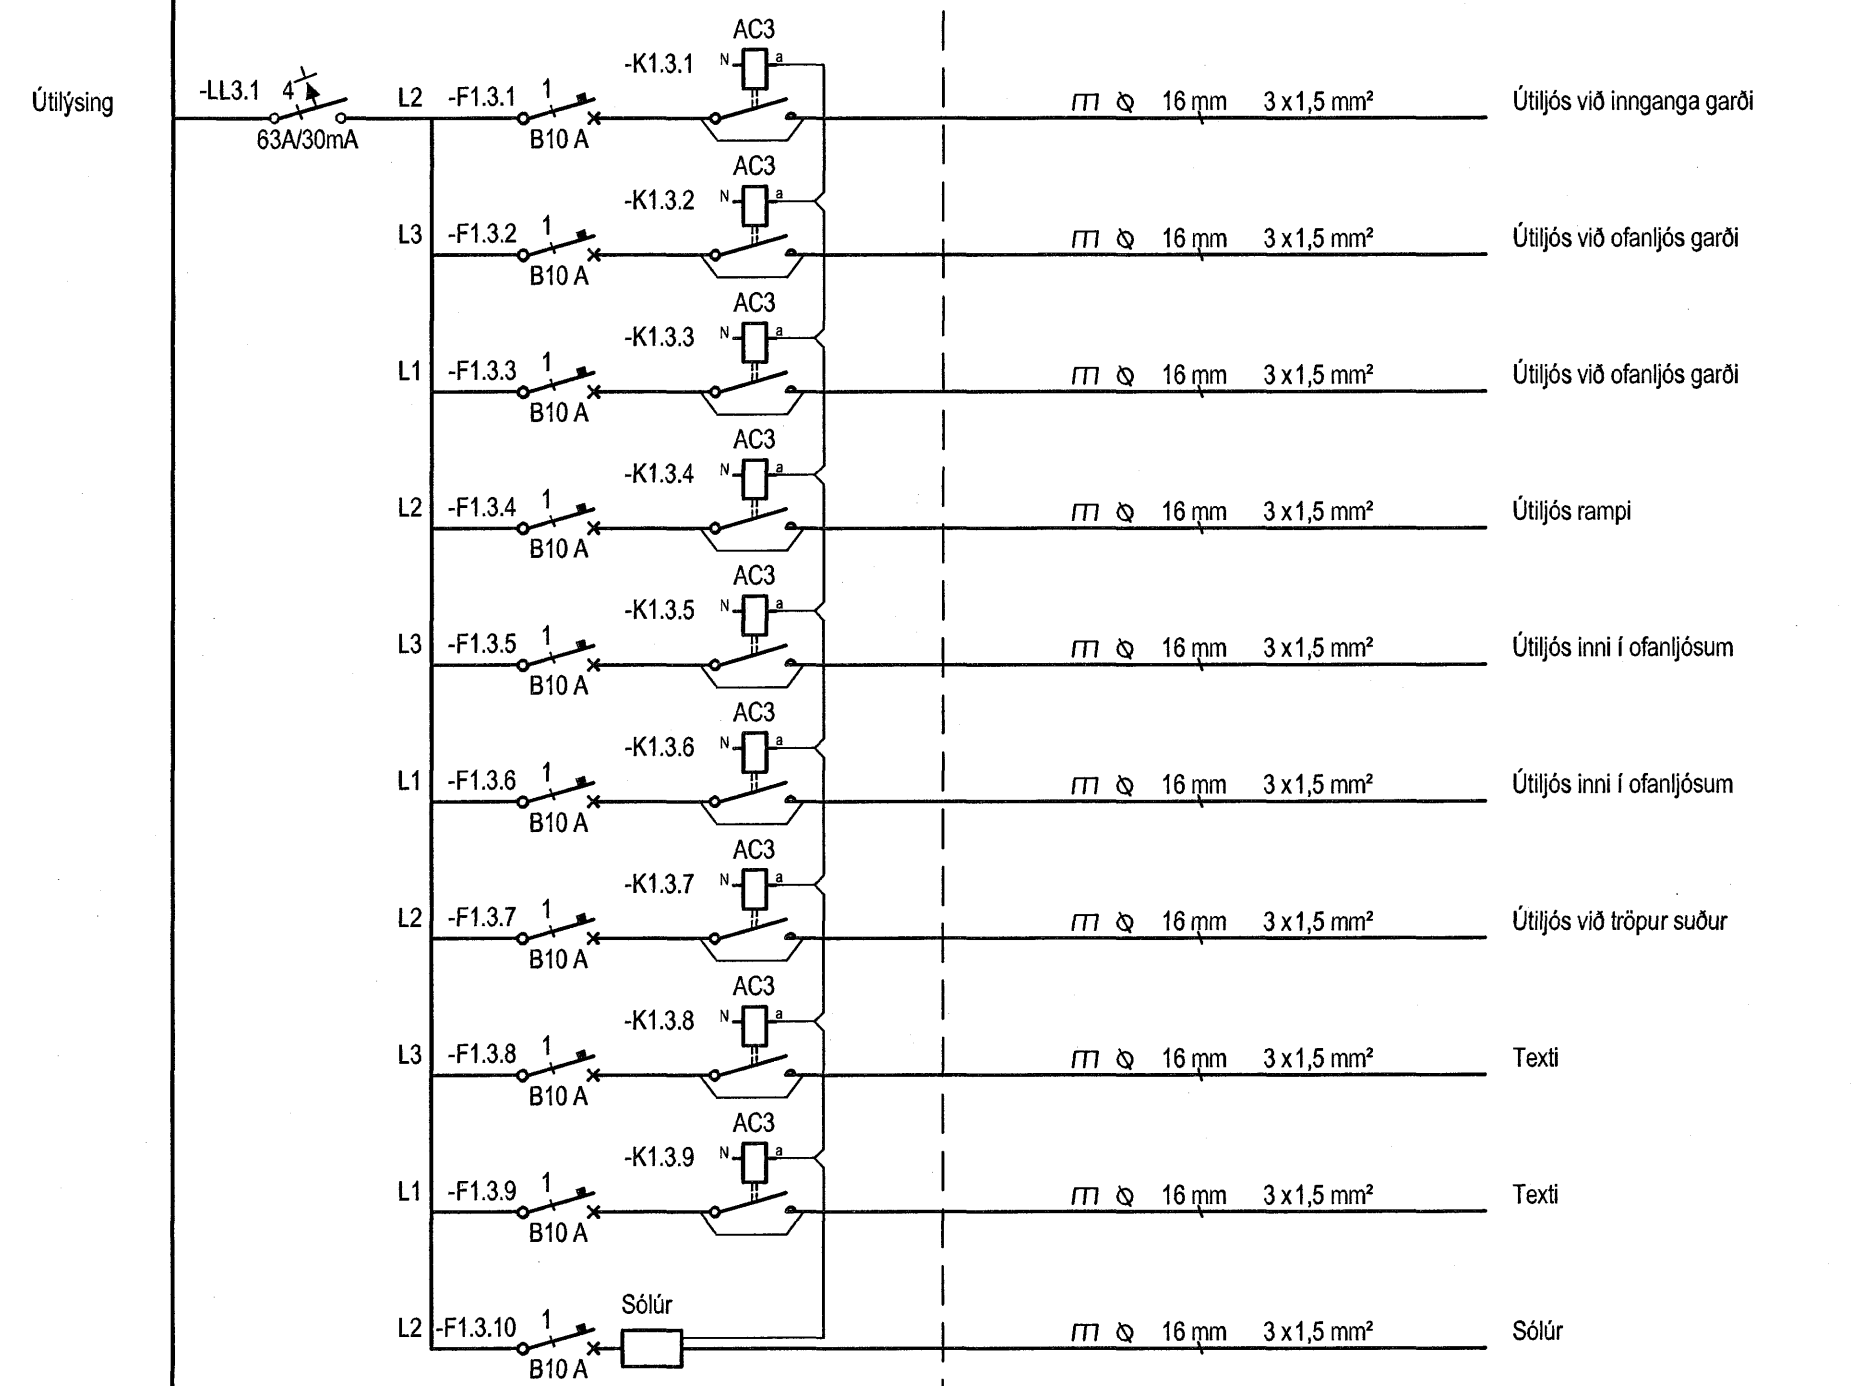 AC3
-K1.3.1 N a
Útilýsing -LL3.1 4 L2 -F1.3.1 1 16 mm 3 x 1,5 mm² Útiljós við innganga garði
63A/30mA B10 A
AC3
-K1.3.2 N a
L3 -F1.3.2 1 16 mm 3 x 1,5 mm² Útiljós við ofanljós garði
B10 A
AC3
-K1.3.3 N a
L1 -F1.3.3 1 16 mm 3 x 1,5 mm² Útiljós við ofanljós garði
B10 A
AC3
-K1.3.4 N a
L2 -F1.3.4 1 16 mm 3 x 1,5 mm² Útiljós rampi
B10 A
AC3
-K1.3.5 N a
L3 -F1.3.5 1 16 mm 3 x 1,5 mm² Útiljós inni í ofanljósum
B10 A
AC3
-K1.3.6 N a
L1 -F1.3.6 1 16 mm 3 x 1,5 mm² Útiljós inni í ofanljósum
B10 A
AC3
-K1.3.7 N a
L2 -F1.3.7 1 16 mm 3 x 1,5 mm² Útiljós við tröpur suður
B10 A
AC3
-K1.3.8 N a
L3 -F1.3.8 1 16 mm 3 x 1,5 mm² Texti
B10 A
AC3
-K1.3.9 N a
L1 -F1.3.9 1 16 mm 3 x 1,5 mm² Texti
B10 A
Sólúr
L2 -F1.3.10 1 16 mm 3 x 1,5 mm² Sólúr
B10 A